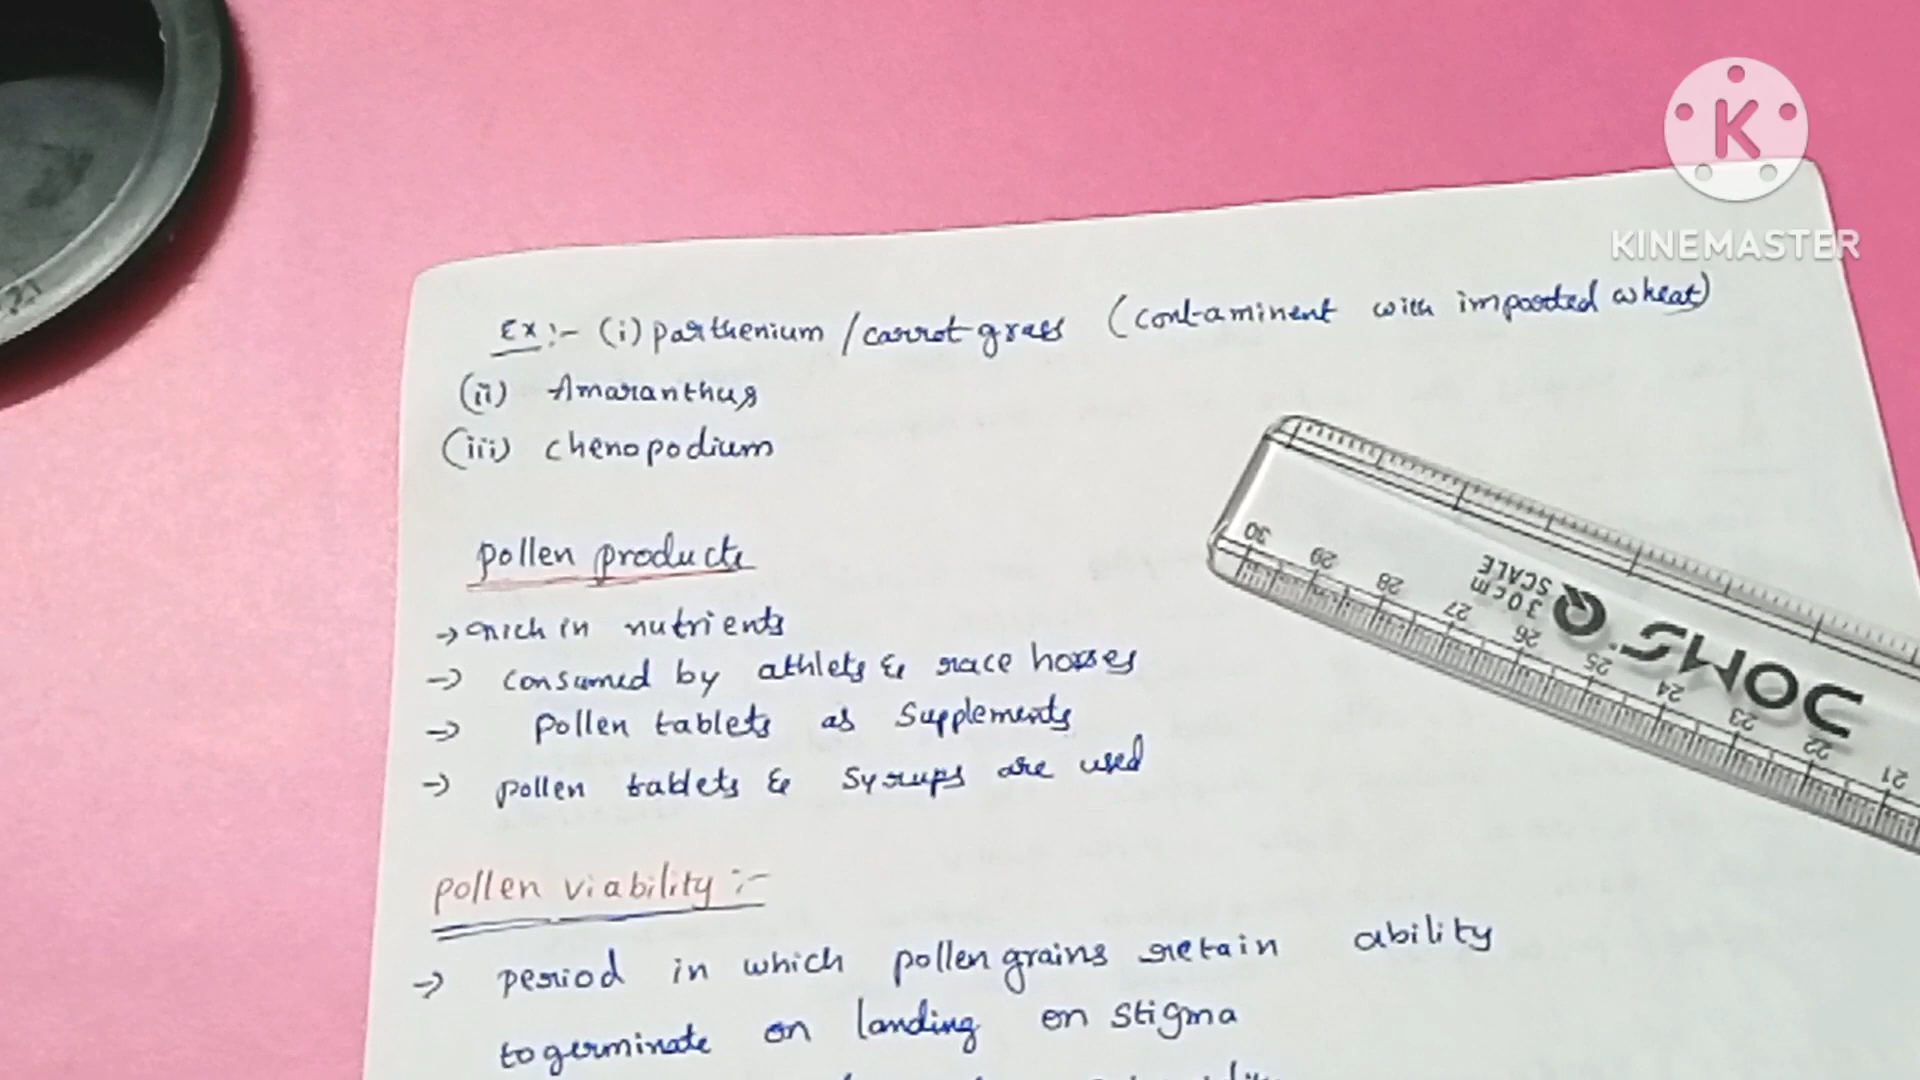 K
KINEMASTER
Ex:- (i) parthenium / carrot grass (contaminent with imported wheat)
(ii) Amaranthus
(iii) chenopodium
pollen products
→ rich in nutrients
→ consumed by athlets & race horses
→ pollen tablets as supplements
→ pollen tablets & syrups are used
pollen viability :-
→ period in which pollen grains retain ability
to germinate on landing on stigma
30 29 28 27 26 25 24 23 22 21
30cm
SCALE
DOMS Q